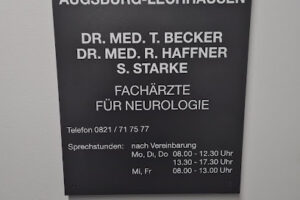 AUGSBURG-LECHHAUSEN
DR. MED. T. BECKER
DR. MED. R. HAFFNER
S. STARKE
FACHÄRZTE
FÜR NEUROLOGIE
Telefon 0821 / 71 75 77
Sprechstunden: nach Vereinbarung
Mo, Di, Do 08.00 - 12.30 Uhr
13.30 - 17.30 Uhr
Mi, Fr 08.00 - 13.00 Uhr